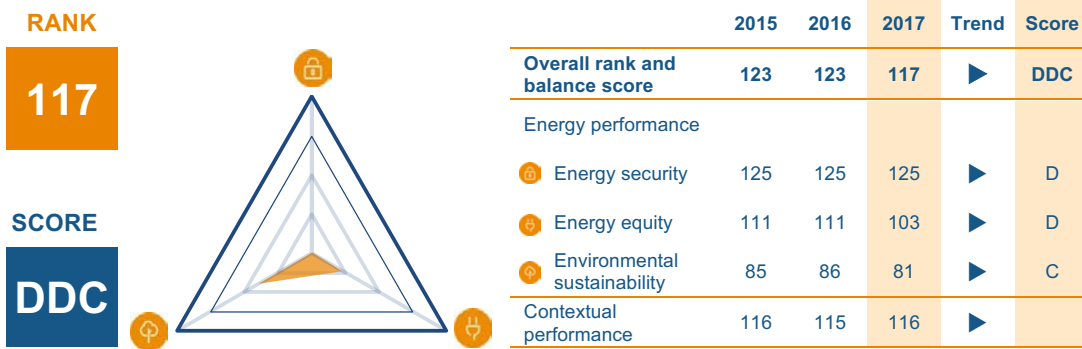 RANK
117
SCORE
DDC
2015 2016 2017 Trend Score
Overall rank and
balance score 123 123 117 ▶ DDC
Energy performance
Energy security 125 125 125 ▶ D
Energy equity 111 111 103 ▶ D
Environmental
sustainability 85 86 81 ▶ C
Contextual
performance 116 115 116 ▶